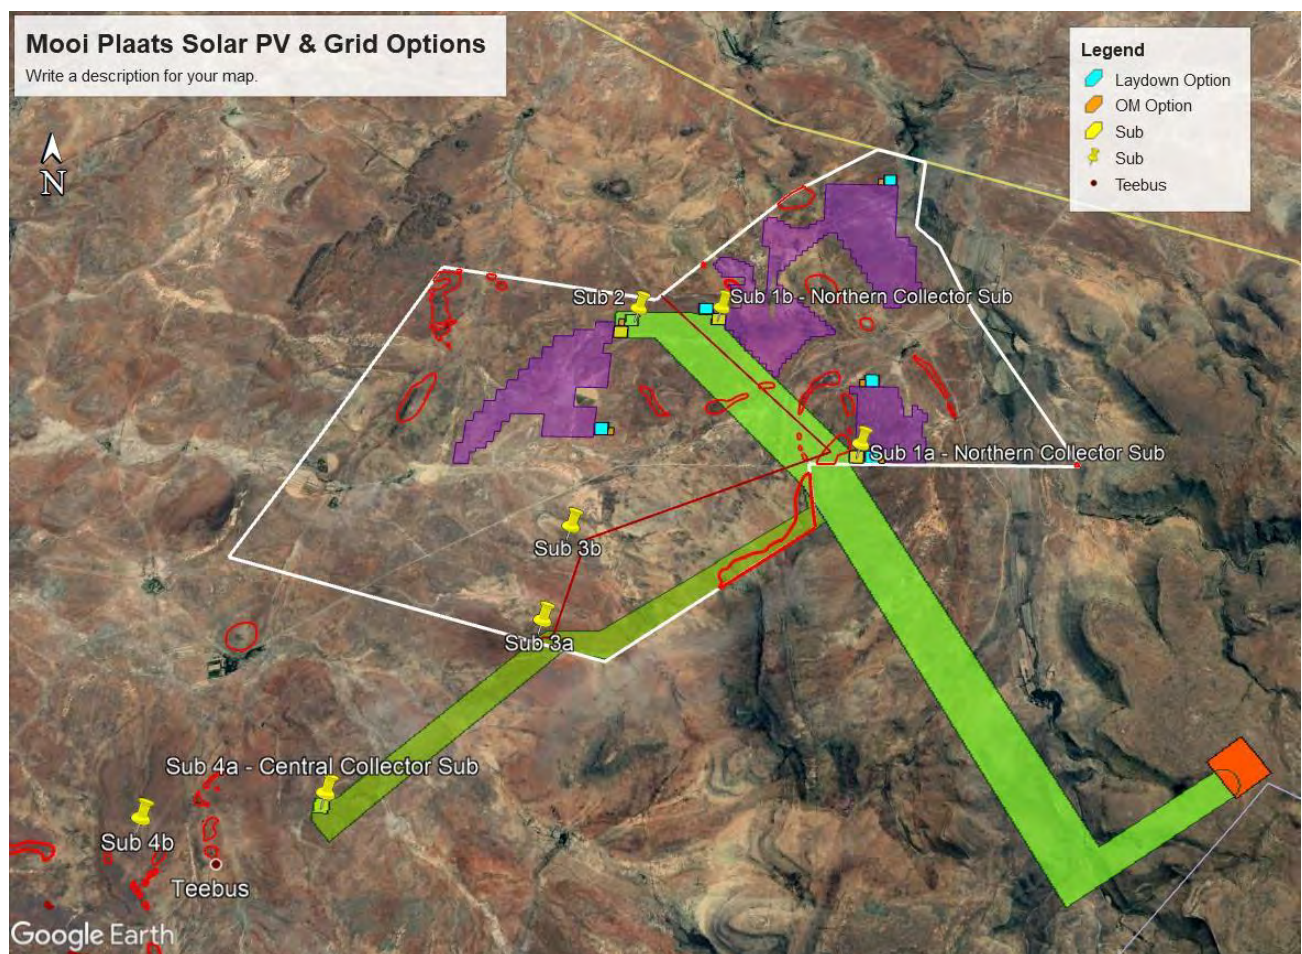 Mooi Plaats Solar PV & Grid Options
Write a description for your map.
Legend
Laydown Option
OM Option
Sub
Sub
Teebus
N
Sub 2
Sub 1b - Northern Collector Sub
Sub 1a - Northern Collector Sub
Sub 3b
Sub 3a
Sub 4a - Central Collector Sub
Sub 4b
Teebus
Google Earth